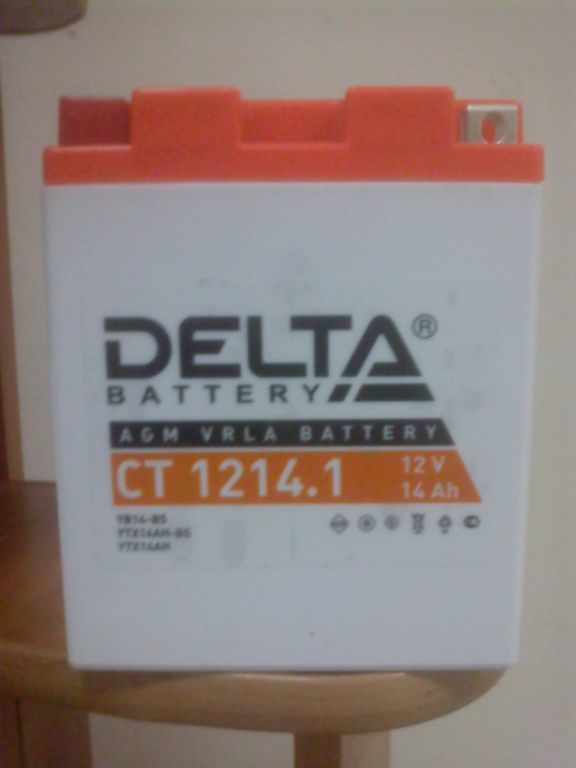 DELTA®
BATTERY
AGM VRLA BATTERY
CT 1214.1
12 V
14 Ah
YB14-BS
YTX14AH-BS
YTX14AH